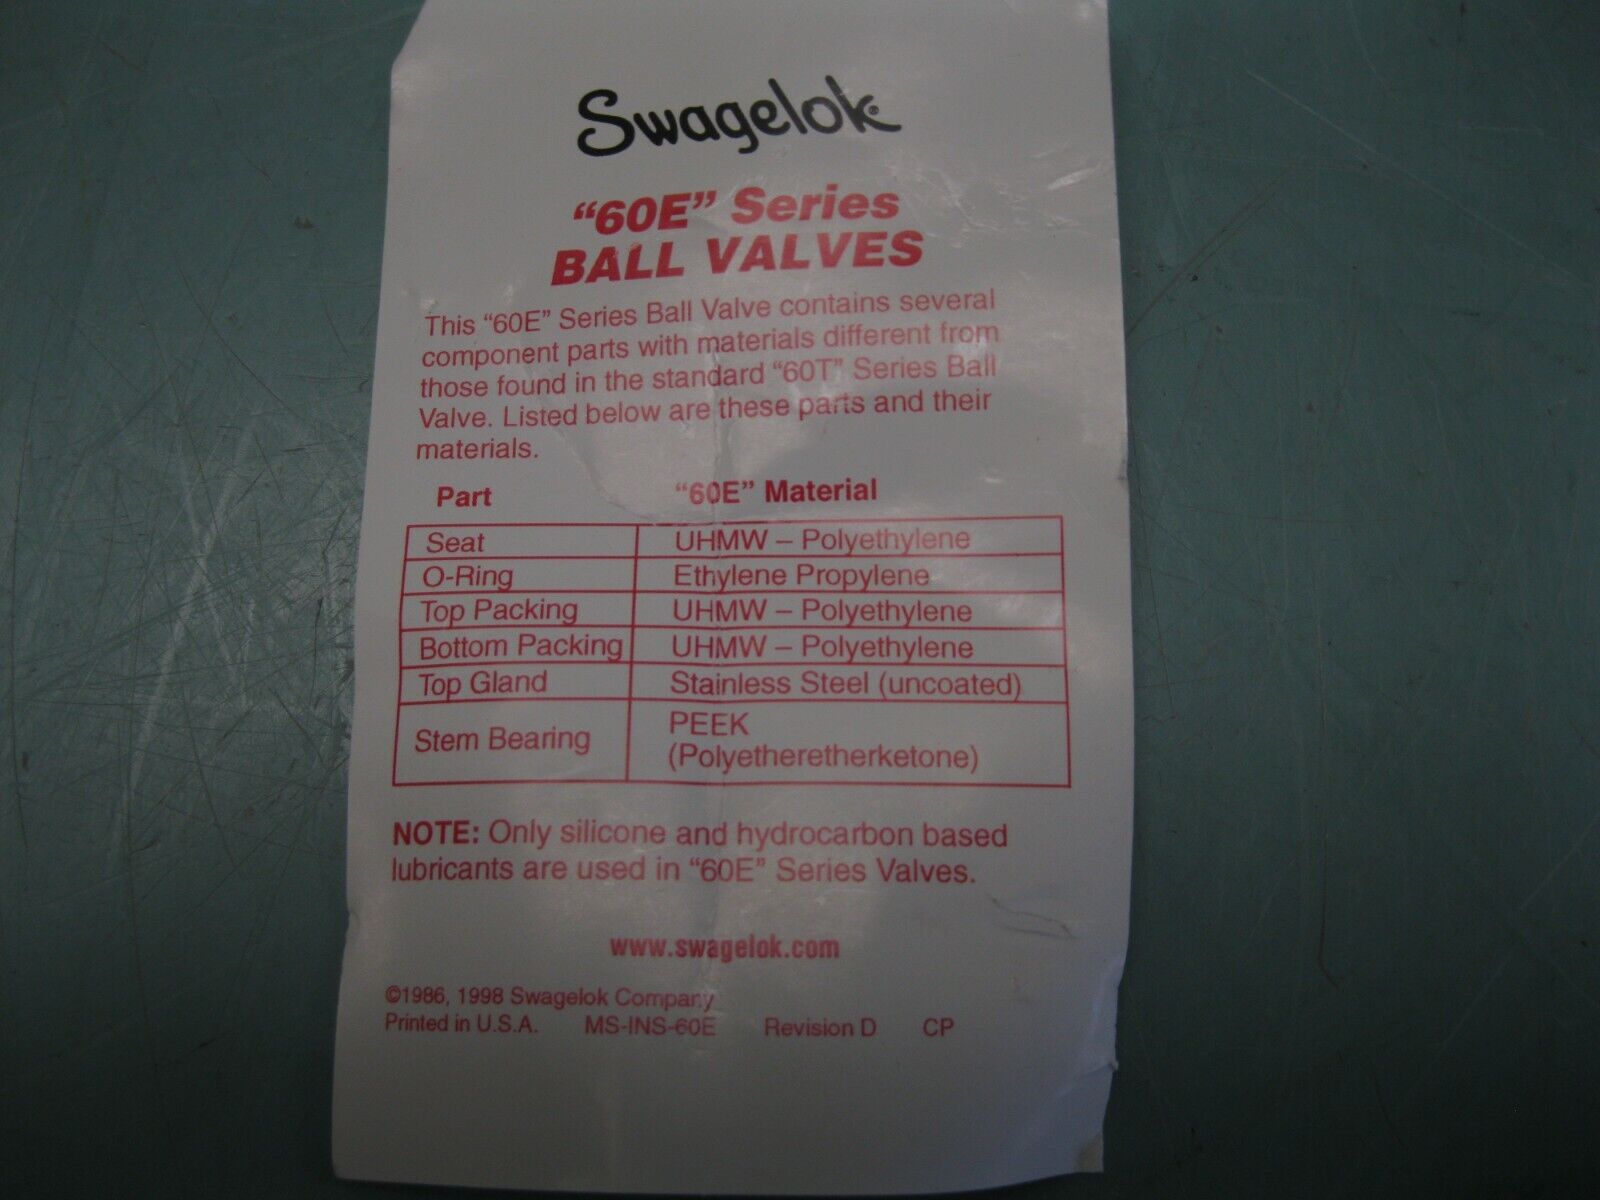 Swagelok®
“60E” Series
BALL VALVES
This “60E” Series Ball Valve contains several
component parts with materials different from
those found in the standard “60T” Series Ball
Valve. Listed below are these parts and their
materials.
Part “60E” Material
Seat UHMW – Polyethylene
O-Ring Ethylene Propylene
Top Packing UHMW – Polyethylene
Bottom Packing UHMW – Polyethylene
Top Gland Stainless Steel (uncoated)
Stem Bearing PEEK
(Polyetheretherketone)
NOTE: Only silicone and hydrocarbon based
lubricants are used in “60E” Series Valves.
www.swagelok.com
©1986, 1998 Swagelok Company
Printed in U.S.A. MS-INS-60E Revision D CP